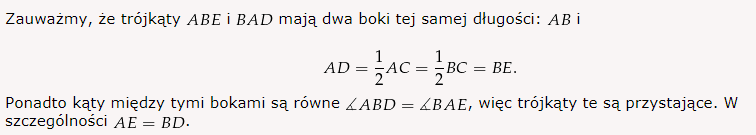 Zauważmy, że trójkąty ABE i BAD mają dwa boki tej samej długości: AB i
AD = \frac{1}{2}AC = \frac{1}{2}BC = BE.
Ponadto kąty między tymi bokami są równe ∡ABD = ∡BAE, więc trójkąty te są przystające. W
szczególności AE = BD.